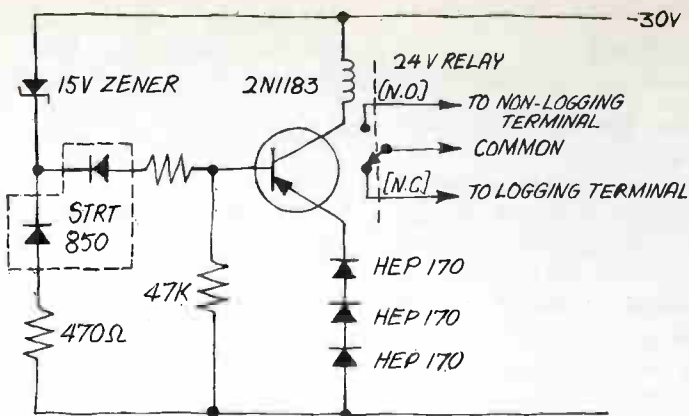 -30V
15V ZENER
2N1183
24V RELAY
[N.O]
TO NON-LOGGING
TERMINAL
COMMON
[N.C.]
TO LOGGING TERMINAL
STRT
850
47K
470Ω
HEP 170
HEP 170
HEP 170